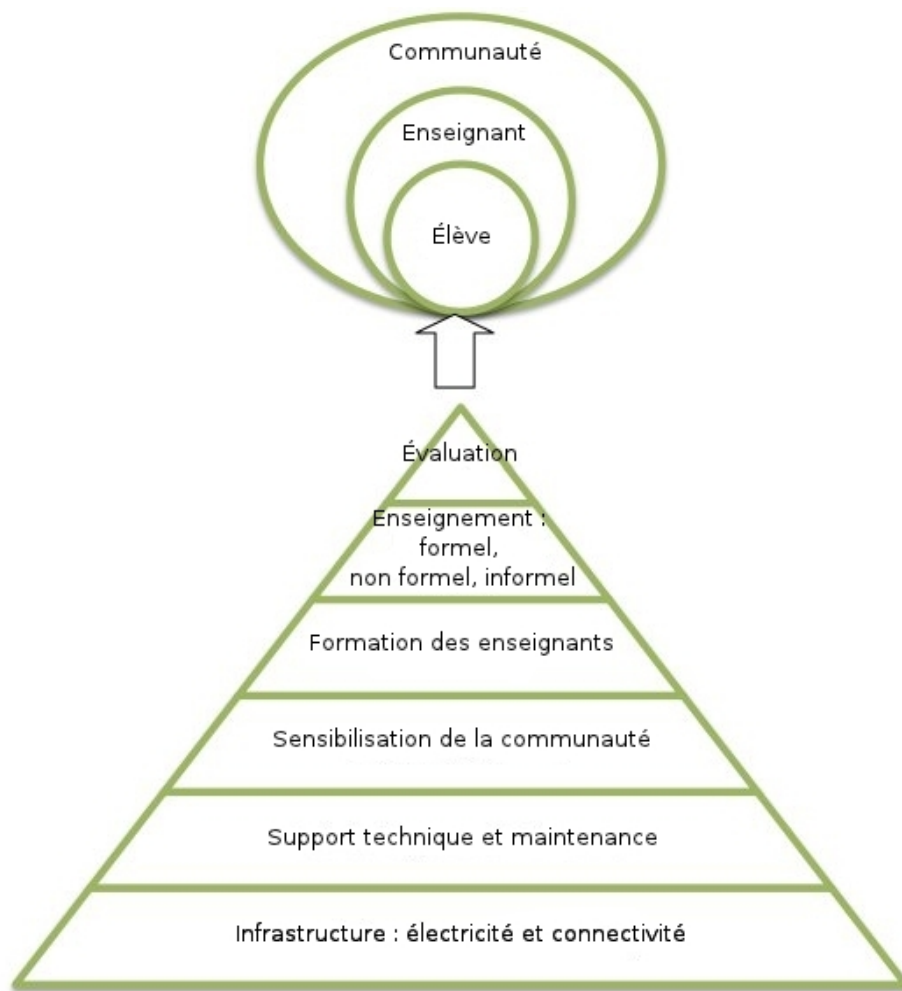 Communauté
Enseignant
Élève
Évaluation
Enseignement :
formel,
non formel, informel
Formation des enseignants
Sensibilisation de la communauté
Support technique et maintenance
Infrastructure : électricité et connectivité